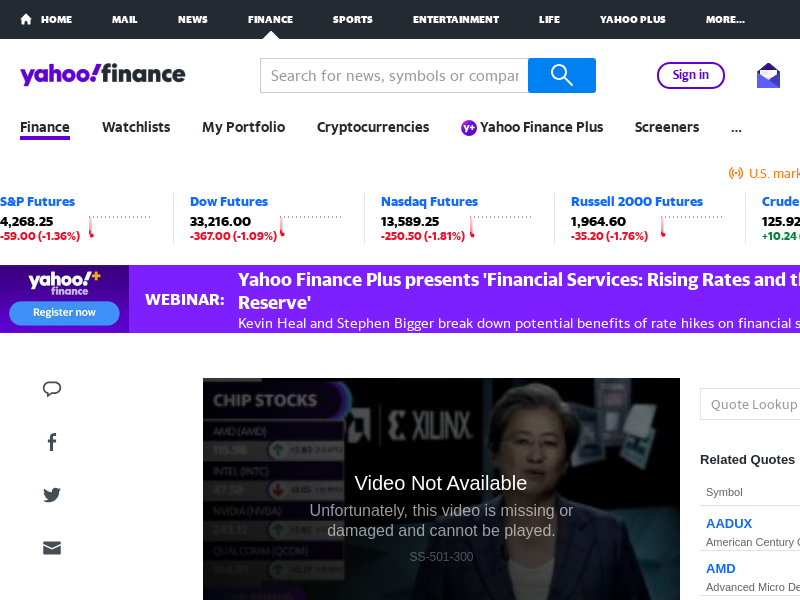 HOME MAIL NEWS FINANCE SPORTS ENTERTAINMENT LIFE YAHOO PLUS MORE...
yahoo!finance
Search for news, symbols or compar
Sign in
Finance Watchlists My Portfolio Cryptocurrencies Y+ Yahoo Finance Plus Screeners ...
U.S. mark
S&P Futures
4,268.25
-59.00 (-1.36%)
Dow Futures
33,216.00
-367.00 (-1.09%)
Nasdaq Futures
13,589.25
-250.50 (-1.81%)
Russell 2000 Futures
1,964.60
-35.20 (-1.76%)
Crude
125.92
+10.24
yahoo!+
finance
Register now
WEBINAR:
Yahoo Finance Plus presents 'Financial Services: Rising Rates and th
Reserve'
Kevin Heal and Stephen Bigger break down potential benefits of rate hikes on financial s
CHIP STOCKS
AMD (AMD)
INTEL (INTC)
NVIDIA (NVDA)
QUALCOMM (QCOM)
XILINX
Video Not Available
Unfortunately, this video is missing or
damaged and cannot be played.
SS-501-300
Quote Lookup
Related Quotes
Symbol
AADUX
American Century
AMD
Advanced Micro De